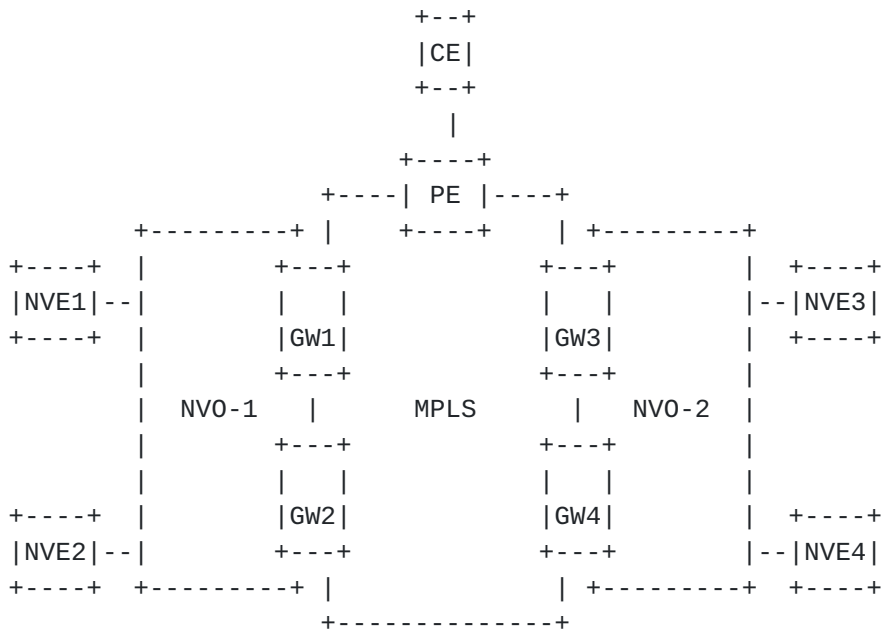 +--+
               |CE|
               +--+
                 |
              +----+
         +----| PE |----+
+---------+ |    +----+    | +---------+
+----+  |        +---+            +---+        |  +----+
|NVE1|--|        |   |            |   |        |--|NVE3|
+----+  |        |GW1|            |GW3|        |  +----+
        |        +---+            +---+        |
        |  NVO-1   |     MPLS       |  NVO-2  |
        |        +---+            +---+        |
        |        |   |            |   |        |
+----+  |        |GW2|            |GW4|        |  +----+
|NVE2|--|        +---+            +---+        |--|NVE4|
+----+  +---------+ |              | +---------+  +----+
                    +--------------+